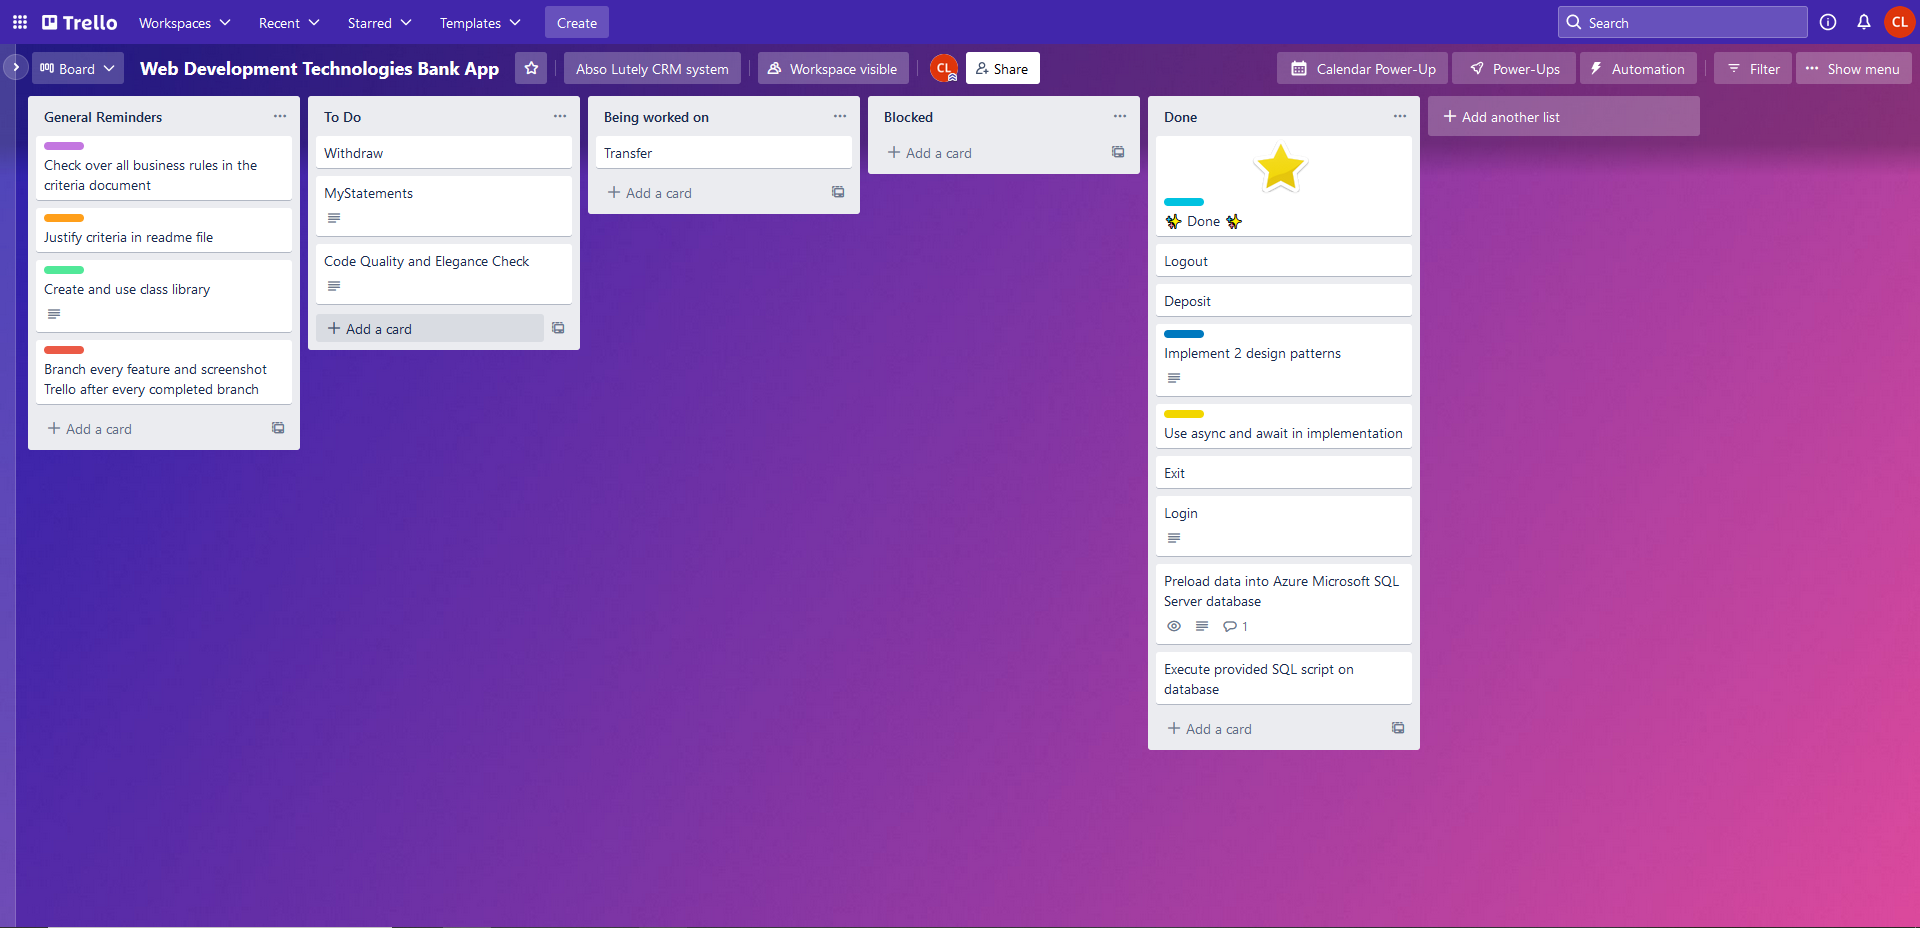 Trello Workspaces Recent Starred Templates Create Search CL
Board Web Development Technologies Bank App Abso Lutely CRM system Workspace visible CL Share Calendar Power-Up Power-Ups Automation Filter Show menu
General Reminders
Check over all business rules in the
criteria document
Justify criteria in readme file
Create and use class library
Branch every feature and screenshot
Trello after every completed branch
Add a card
To Do
Withdraw
MyStatements
Code Quality and Elegance Check
Add a card
Being worked on
Transfer
Add a card
Blocked
Add a card
Done
✨ Done ✨
Logout
Deposit
Implement 2 design patterns
Use async and await in implementation
Exit
Login
Preload data into Azure Microsoft SQL
Server database
1
Execute provided SQL script on
database
Add a card
Add another list